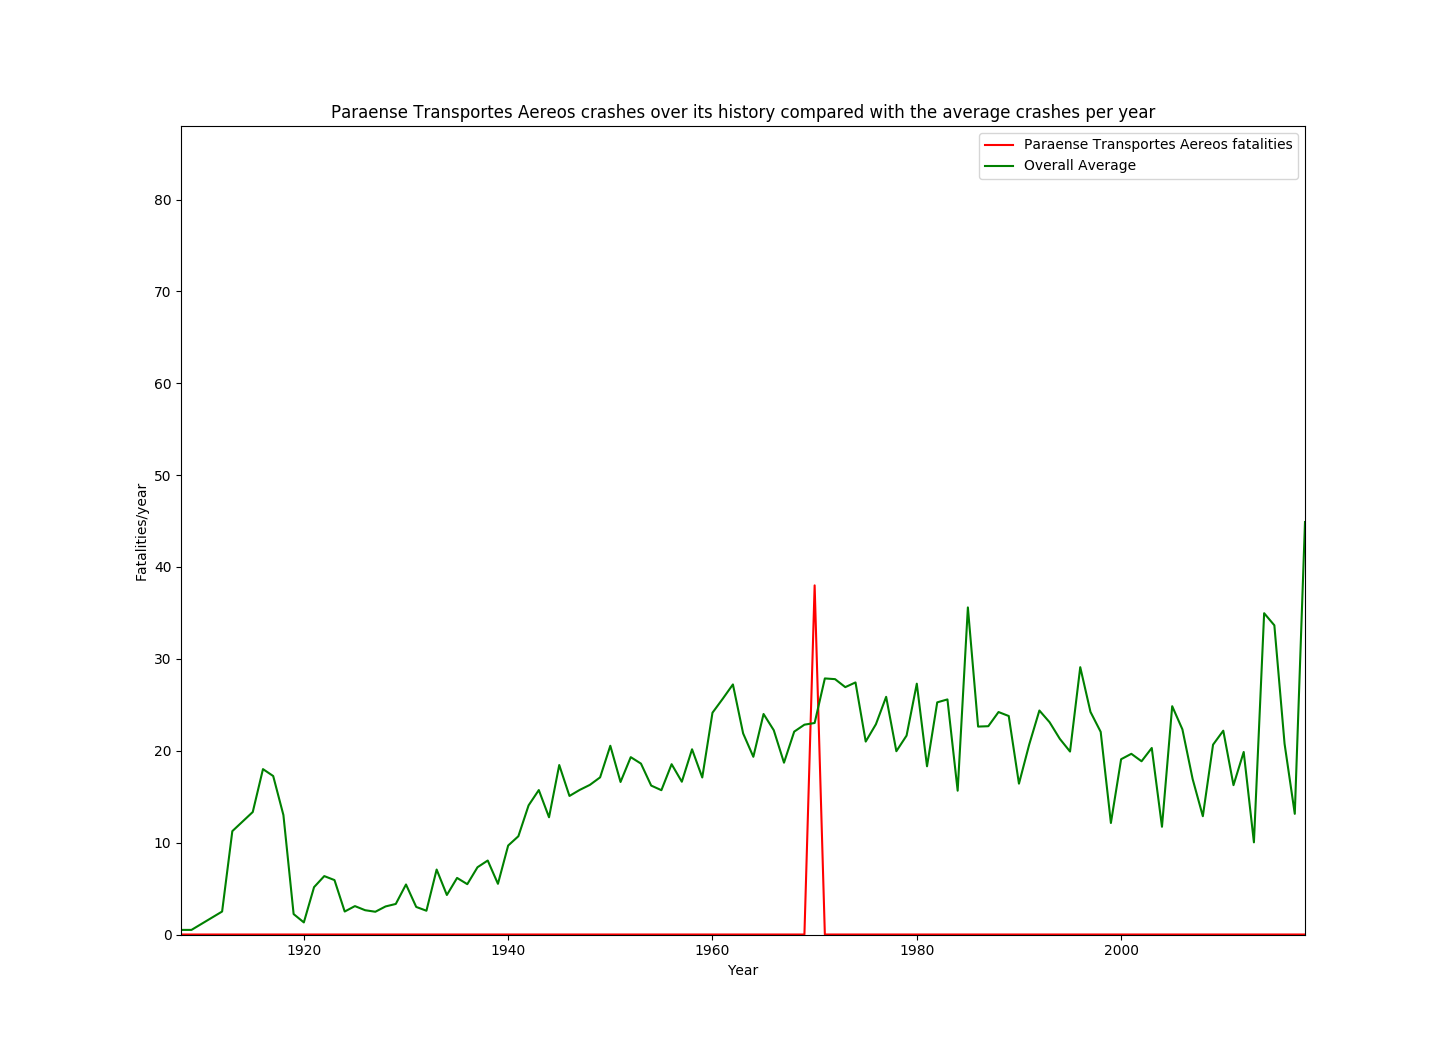 Paraense Transportes Aereos crashes over its history compared with the average crashes per year
Paraense Transportes Aereos fatalities
Overall Average
80
70
60
50
40
30
20
10
0
Fatalities/year
1920 1940 1960 1980 2000
Year